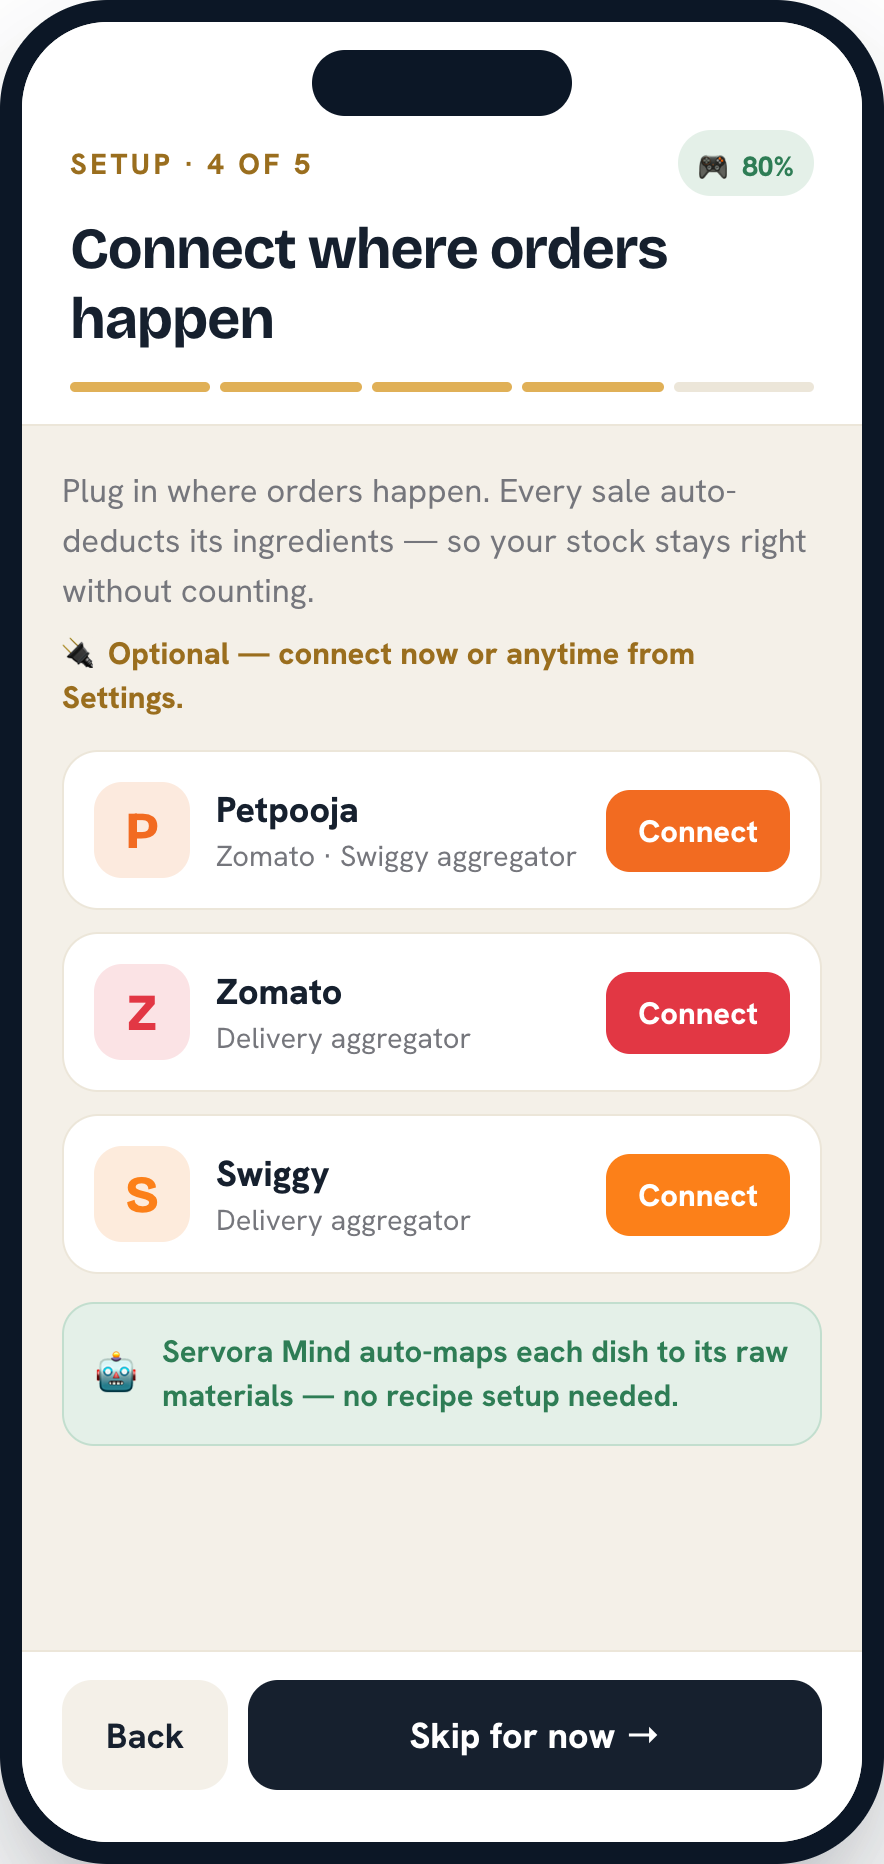 SETUP · 4 OF 5
🎮 80%
Connect where orders
happen
Plug in where orders happen. Every sale auto-
deducts its ingredients — so your stock stays right
without counting.
🔌 Optional — connect now or anytime from
Settings.
P
Petpooja
Zomato · Swiggy aggregator
Connect
Z
Zomato
Delivery aggregator
Connect
S
Swiggy
Delivery aggregator
Connect
🤖 Servora Mind auto-maps each dish to its raw
materials — no recipe setup needed.
Back
Skip for now →